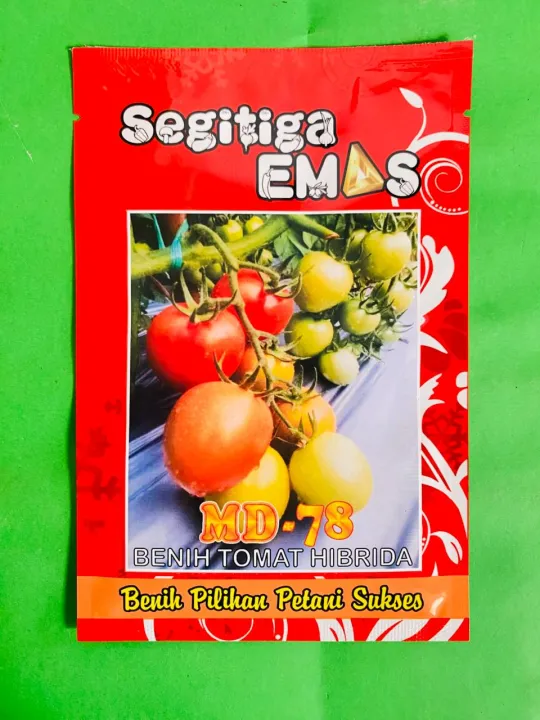 Segitiga
EMAS
MD-78
BENIH TOMAT HIBRIDA
Benih Pilihan Petani Sukses